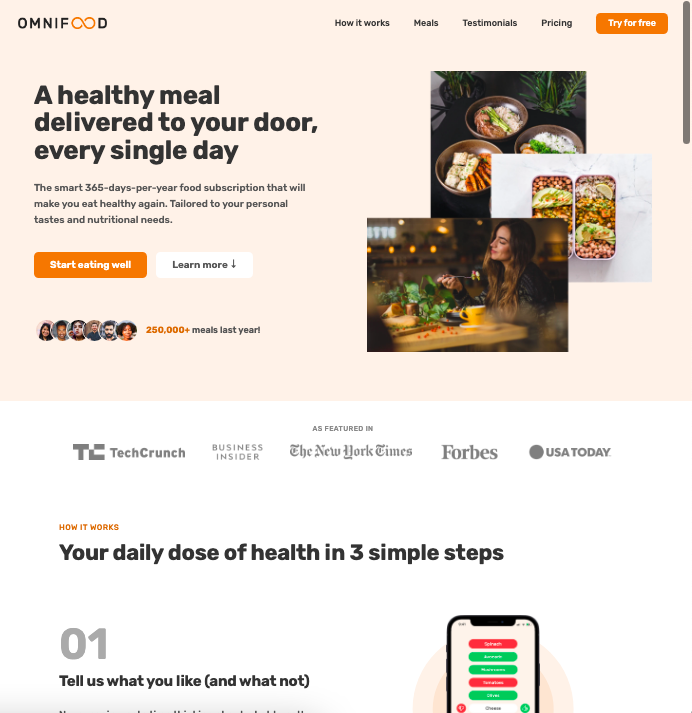 OMNIFOOD
How it works
Meals
Testimonials
Pricing
Try for free
A healthy meal
delivered to your door,
every single day
The smart 365-days-per-year food subscription that will
make you eat healthy again. Tailored to your personal
tastes and nutritional needs.
Start eating well
Learn more ↓
250,000+ meals last year!
AS FEATURED IN
TC TechCrunch
BUSINESS
INSIDER
The New York Times
Forbes
USA TODAY
HOW IT WORKS
Your daily dose of health in 3 simple steps
01
Tell us what you like (and what not)
Spinach
Avocado
Mushrooms
Tomatoes
Olives
Cheese